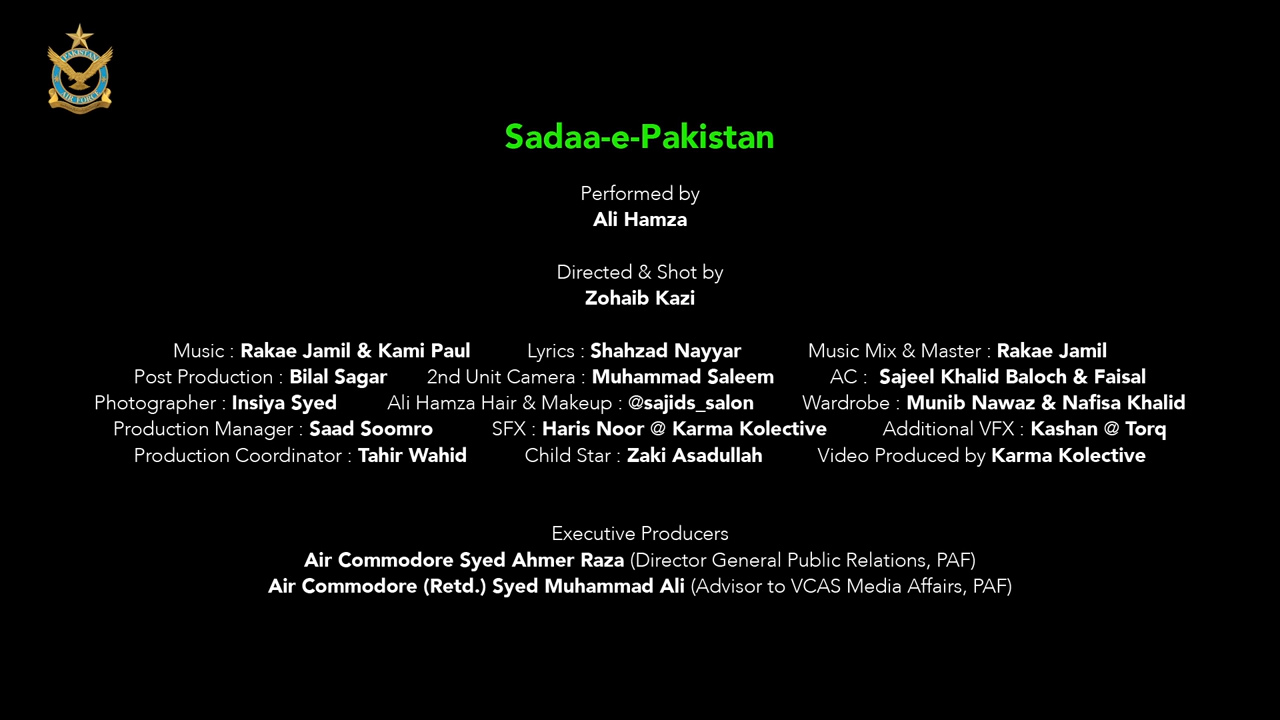 PAKISTAN
AIR FORCE
Sadaa-e-Pakistan
Performed by
Ali Hamza
Directed & Shot by
Zohaib Kazi
Music : Rakae Jamil & Kami Paul Lyrics : Shahzad Nayyar Music Mix & Master : Rakae Jamil
Post Production : Bilal Sagar 2nd Unit Camera : Muhammad Saleem AC : Sajeel Khalid Baloch & Faisal
Photographer : Insiya Syed Ali Hamza Hair & Makeup : @sajids_salon Wardrobe : Munib Nawaz & Nafisa Khalid
Production Manager : Saad Soomro SFX : Haris Noor @ Karma Kolective Additional VFX : Kashan @ Torq
Production Coordinator : Tahir Wahid Child Star : Zaki Asadullah Video Produced by Karma Kolective
Executive Producers
Air Commodore Syed Ahmer Raza (Director General Public Relations, PAF)
Air Commodore (Retd.) Syed Muhammad Ali (Advisor to VCAS Media Affairs, PAF)